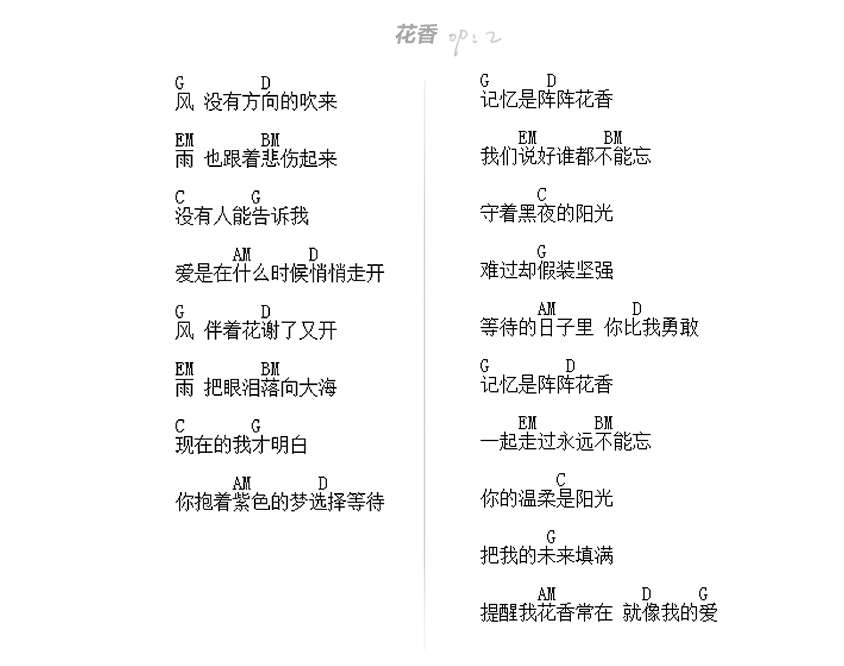 花香 op:2
G D
风 没有方向的吹来
EM BM
雨 也跟着悲伤起来
C G
没有人能告诉我
AM D
爱是在什么时候悄悄走开
G D
风 伴着花谢了又开
EM BM
雨 把眼泪落向大海
C G
现在的我才明白
AM D
你抱着紫色的梦选择等待
G D
记忆是阵阵花香
EM BM
我们说好谁都不能忘
C
守着黑夜的阳光
G
难过却假装坚强
AM D
等待的日子里 你比我勇敢
G D
记忆是阵阵花香
EM BM
一起走过永远不能忘
C
你的温柔是阳光
G
把我的未来填满
AM D G
提醒我花香常在 就像我的爱